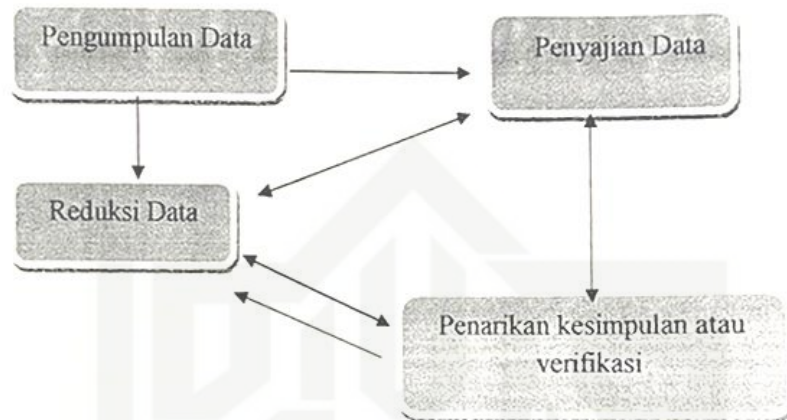 Pengumpulan Data
Penyajian Data
Reduksi Data
Penarikan kesimpulan atau
verifikasi